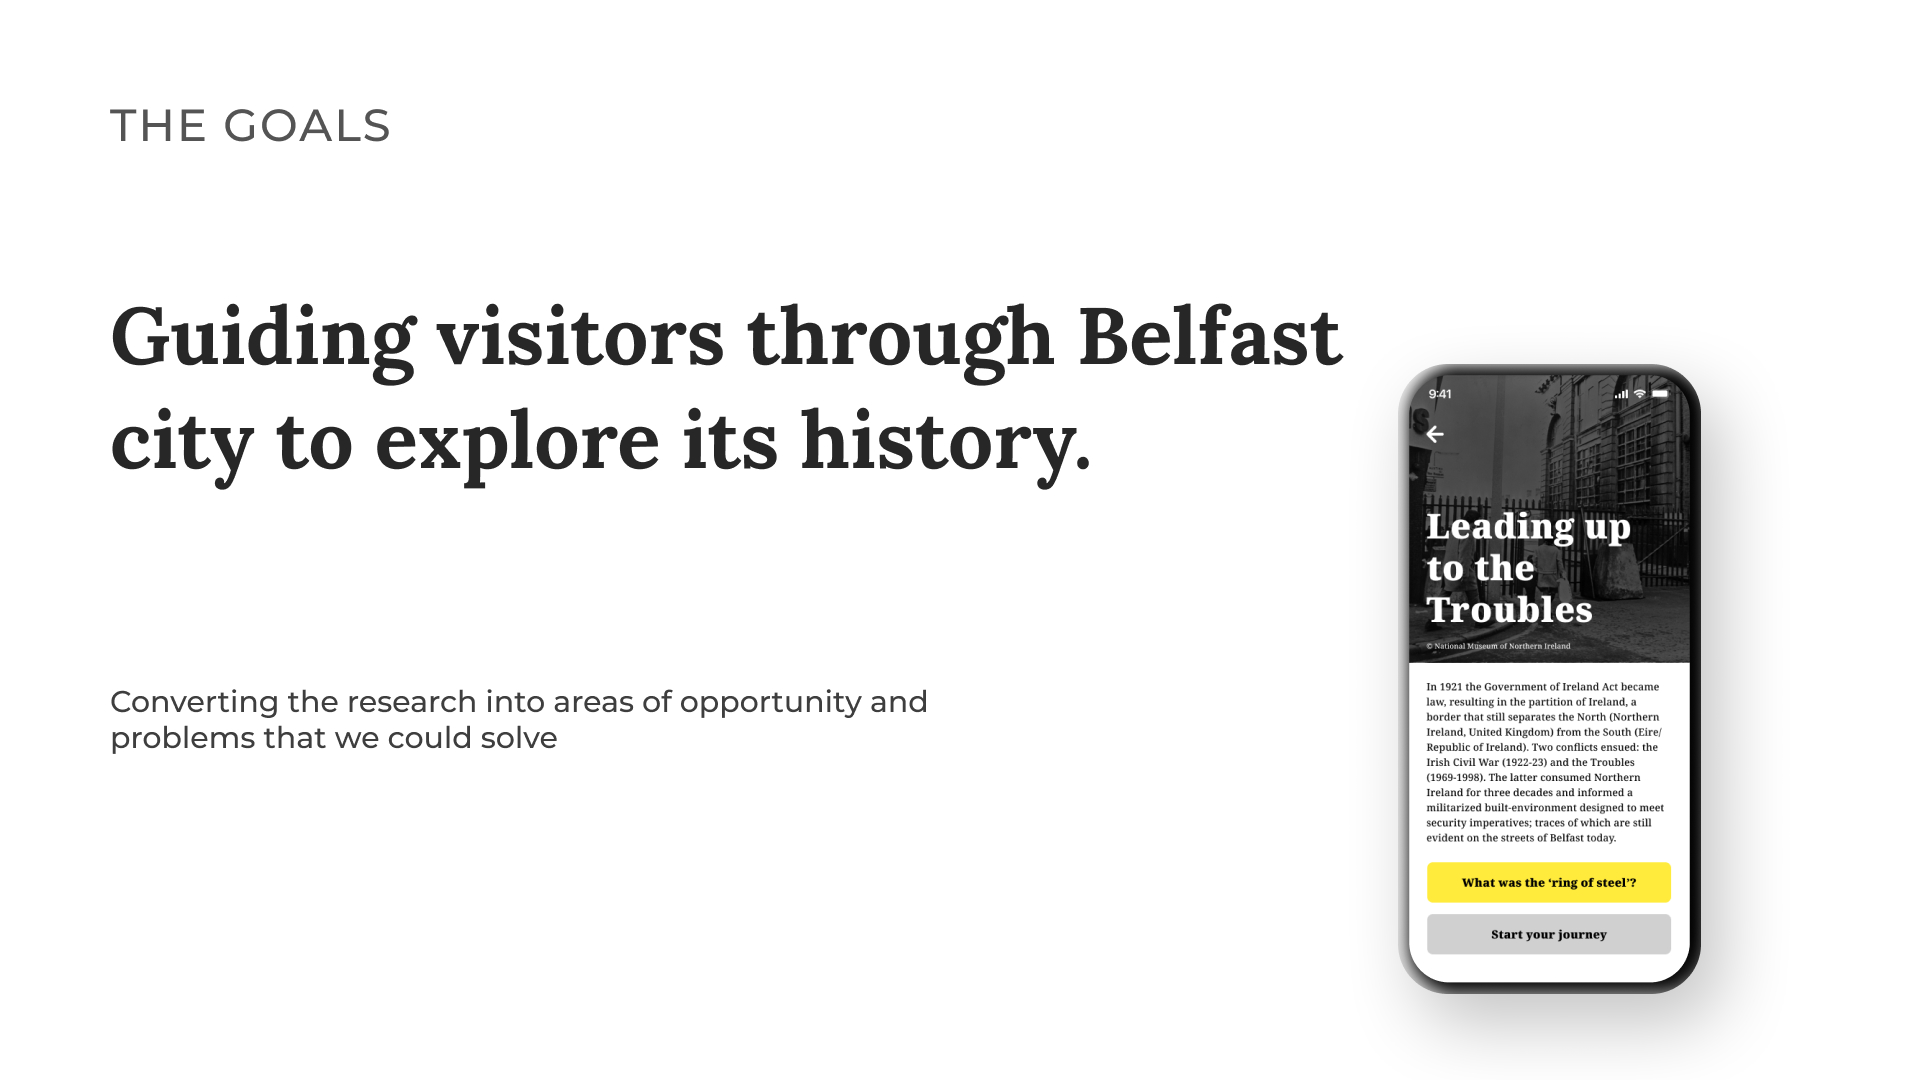 THE GOALS
Guiding visitors through Belfast
city to explore its history.
Converting the research into areas of opportunity and
problems that we could solve
9:41
Leading up
to the
Troubles
© National Museum of Northern Ireland
In 1921 the Government of Ireland Act became
law, resulting in the partition of Ireland, a
border that still separates the North (Northern
Ireland, United Kingdom) from the South (Eire/
Republic of Ireland). Two conflicts ensued: the
Irish Civil War (1922-23) and the Troubles
(1969-1998). The latter consumed Northern
Ireland for three decades and informed a
militarized built-environment designed to meet
security imperatives; traces of which are still
evident on the streets of Belfast today.
What was the ‘ring of steel’?
Start your journey